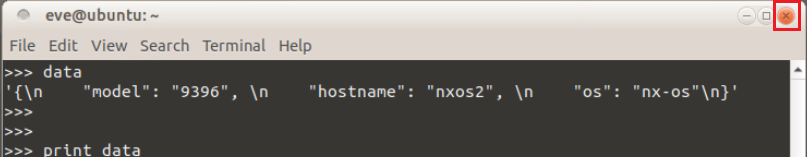 eve@ubuntu: ~
File Edit View Search Terminal Help
>>> data
'{\n    "model": "9396", \n    "hostname": "nxos2", \n    "os": "nx-os"\n}'
>>>
>>>
>>> print data